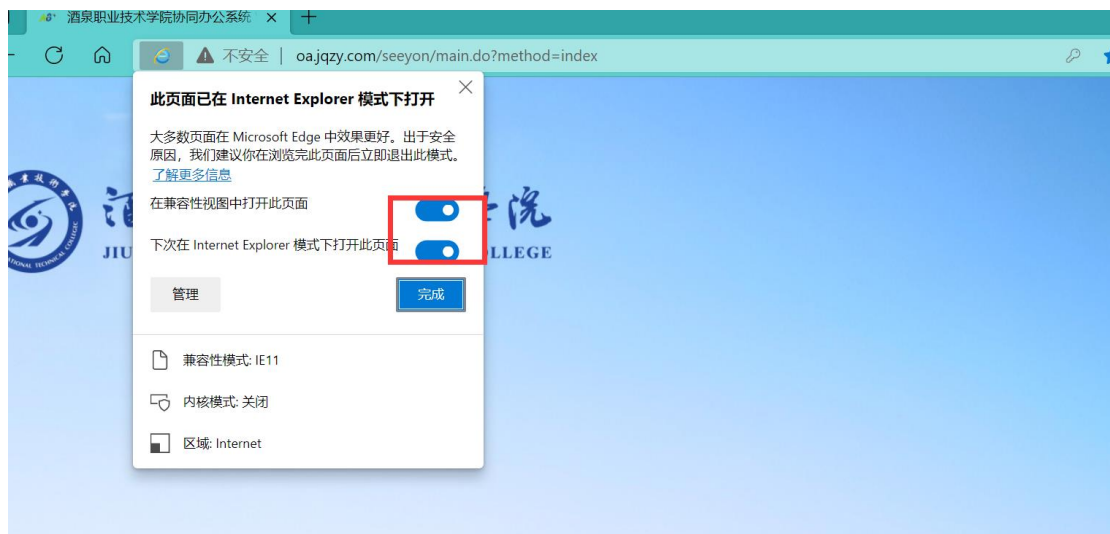 酒泉职业技术学院协同办公系统
不安全 | oa.jqzy.com/seeyon/main.do?method=index
此页面已在 Internet Explorer 模式下打开
大多数页面在 Microsoft Edge 中效果更好。出于安全
原因，我们建议你在浏览完此页面后立即退出此模式。
了解更多信息
在兼容性视图中打开此页面
下次在 Internet Explorer 模式下打开此页面
管理
完成
兼容性模式: IE11
内核模式: 关闭
区域: Internet
院
JIU
LLEGE